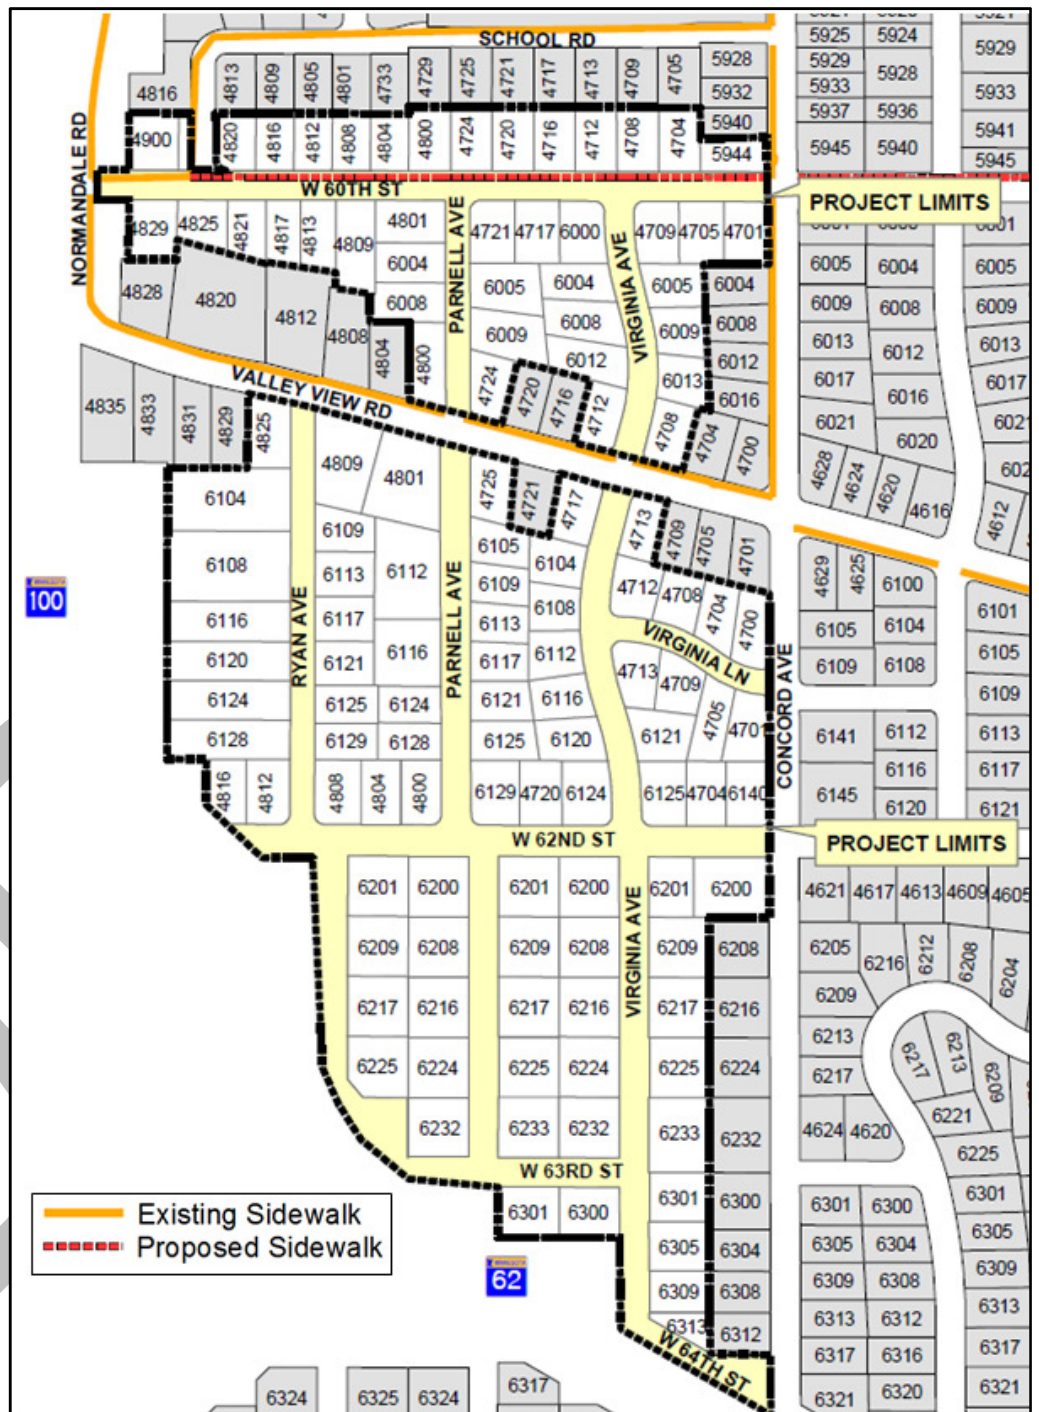 SCHOOL RD
5925 5924 5929
5929 5928
5933 5933
5937 5936
5941
5945 5940 5945
4816 4813 4809 4805 4801 4733 4729 4725 4721 4717 4713 4709 4705 5928
5932
5940
4900 4820 4816 4812 4808 4804 4800 4724 4720 4716 4712 4708 4704 5944
NORMANDALE RD
W 60TH ST
PROJECT LIMITS
4829 4825 4821 4817 4813 4809 4801
6004
6008
PARNELL AVE
4721 4717 6000 4709 4705 4701
VIRGINIA AVE
6005 6004 6005 6004
6009 6008 6009 6008
6012 6013 6012
6016
4828 4820 4812 4808 4804 4800
4724 4720 4716 4712 4708 4704 4700
6005 6004 6005
6009 6008 6009
6013 6012 6013
6017 6016 6017
6021 6020
4628 4624 4620 4616 4612
VALLEY VIEW RD
4835 4833 4831 4829 4825
4809 4801
4725 4721 4717 4713 4709 4705 4701
6104
6108
6116
6120
6124
6128
RYAN AVE
6109
6113 6112
6117
6121 6116
6125 6124
6129 6128
PARNELL AVE
6105 6104
6109 6108
6113
6117 6112
6121 6116
6125 6120
4712 4708 4704 4700
VIRGINIA LN
4713 4709 4705 4701
6121
CONCORD AVE
4629 4625 6100 6101
6105 6104 6105
6109 6108 6109
6141 6112 6113
6116 6117
6145 6120 6121
100
4816 4812 4808 4804 4800 6129 4720 6124 6125 4704 6140
W 62ND ST
PROJECT LIMITS
6201 6200 6201 6200 6201 6200
VIRGINIA AVE
6209 6208 6209 6208 6209 6208
6217 6216 6217 6216 6217 6216
6225 6224 6225 6224 6225 6224
6232 6233 6232 6233 6232
4621 4617 4613 4609 4605
6205 6216 6212 6208 6204
6209
6213 6217 6213 6209
6217
6221
4624 4620 6225
W 63RD ST
6301 6300 6301 6300
6305 6304
6309 6308
6313 6312
W 64TH ST
6301 6300 6301
6305 6304 6305
6309 6308 6309
6313 6312 6313
6317 6316 6317
6321 6320 6321
Existing Sidewalk
Proposed Sidewalk
62
6324 6325 6324 6317